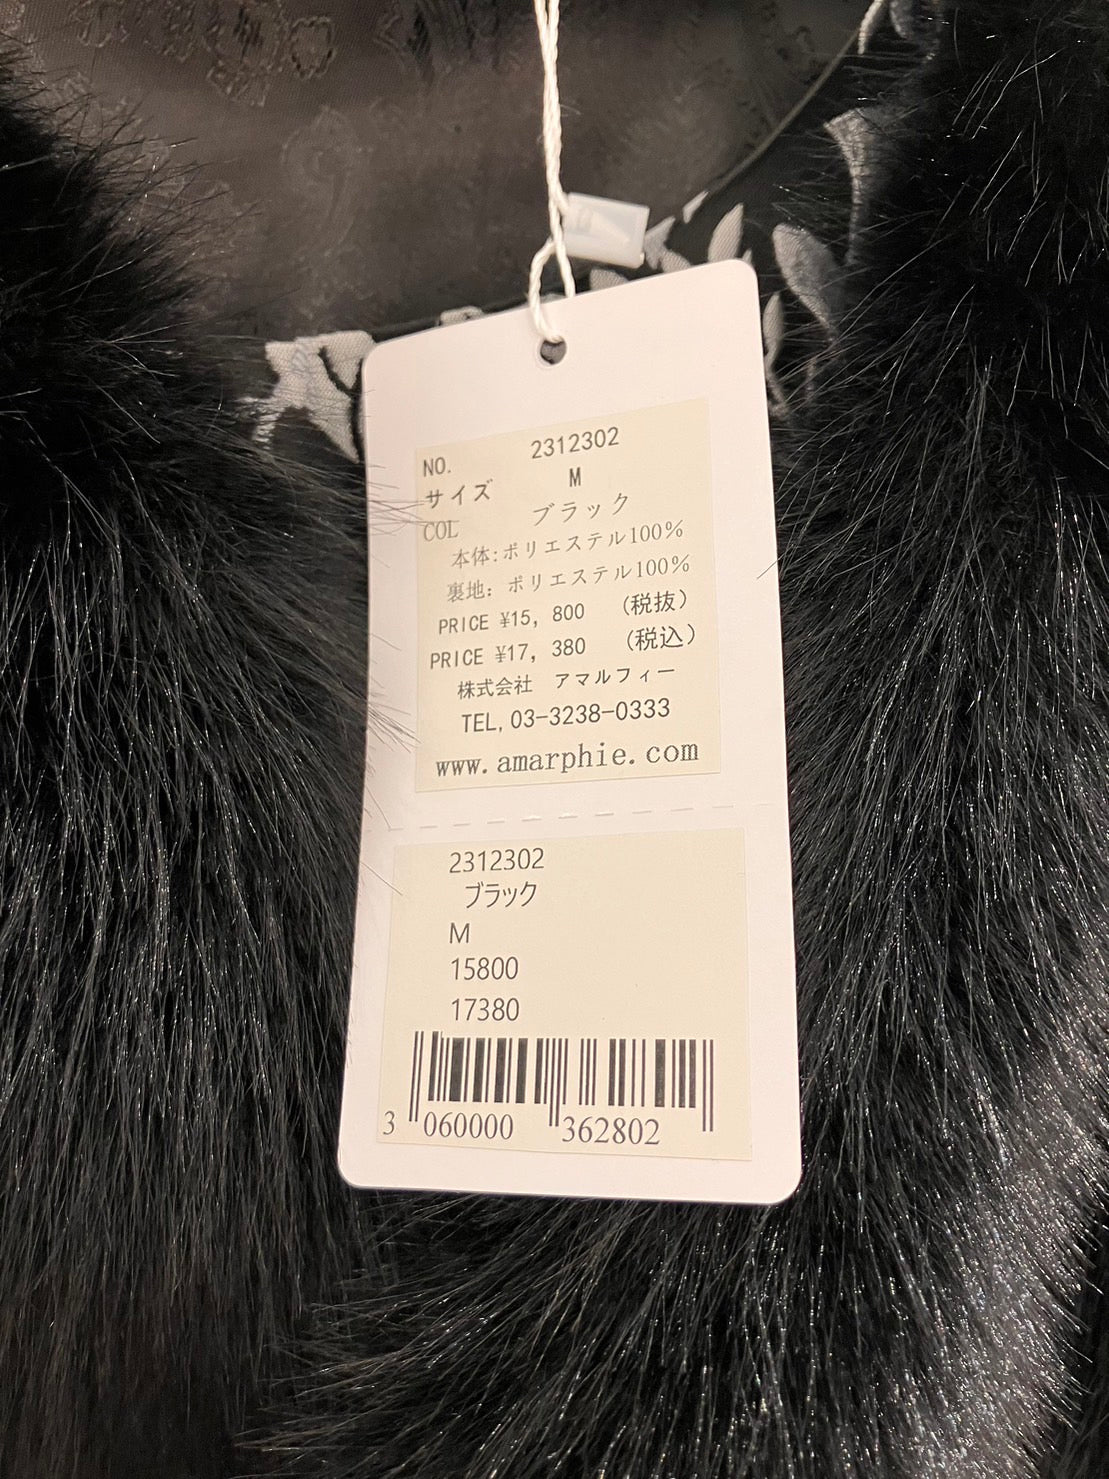 NO. 2312302
サイズ M
COL ブラック
本体:ポリエステル100%
裏地: ポリエステル100%
PRICE ¥15, 800 (税抜)
PRICE ¥17, 380 (税込)
株式会社 アマルフィー
TEL, 03-3238-0333
www.amarphie.com
2312302
ブラック
M
15800
17380
3 060000 362802